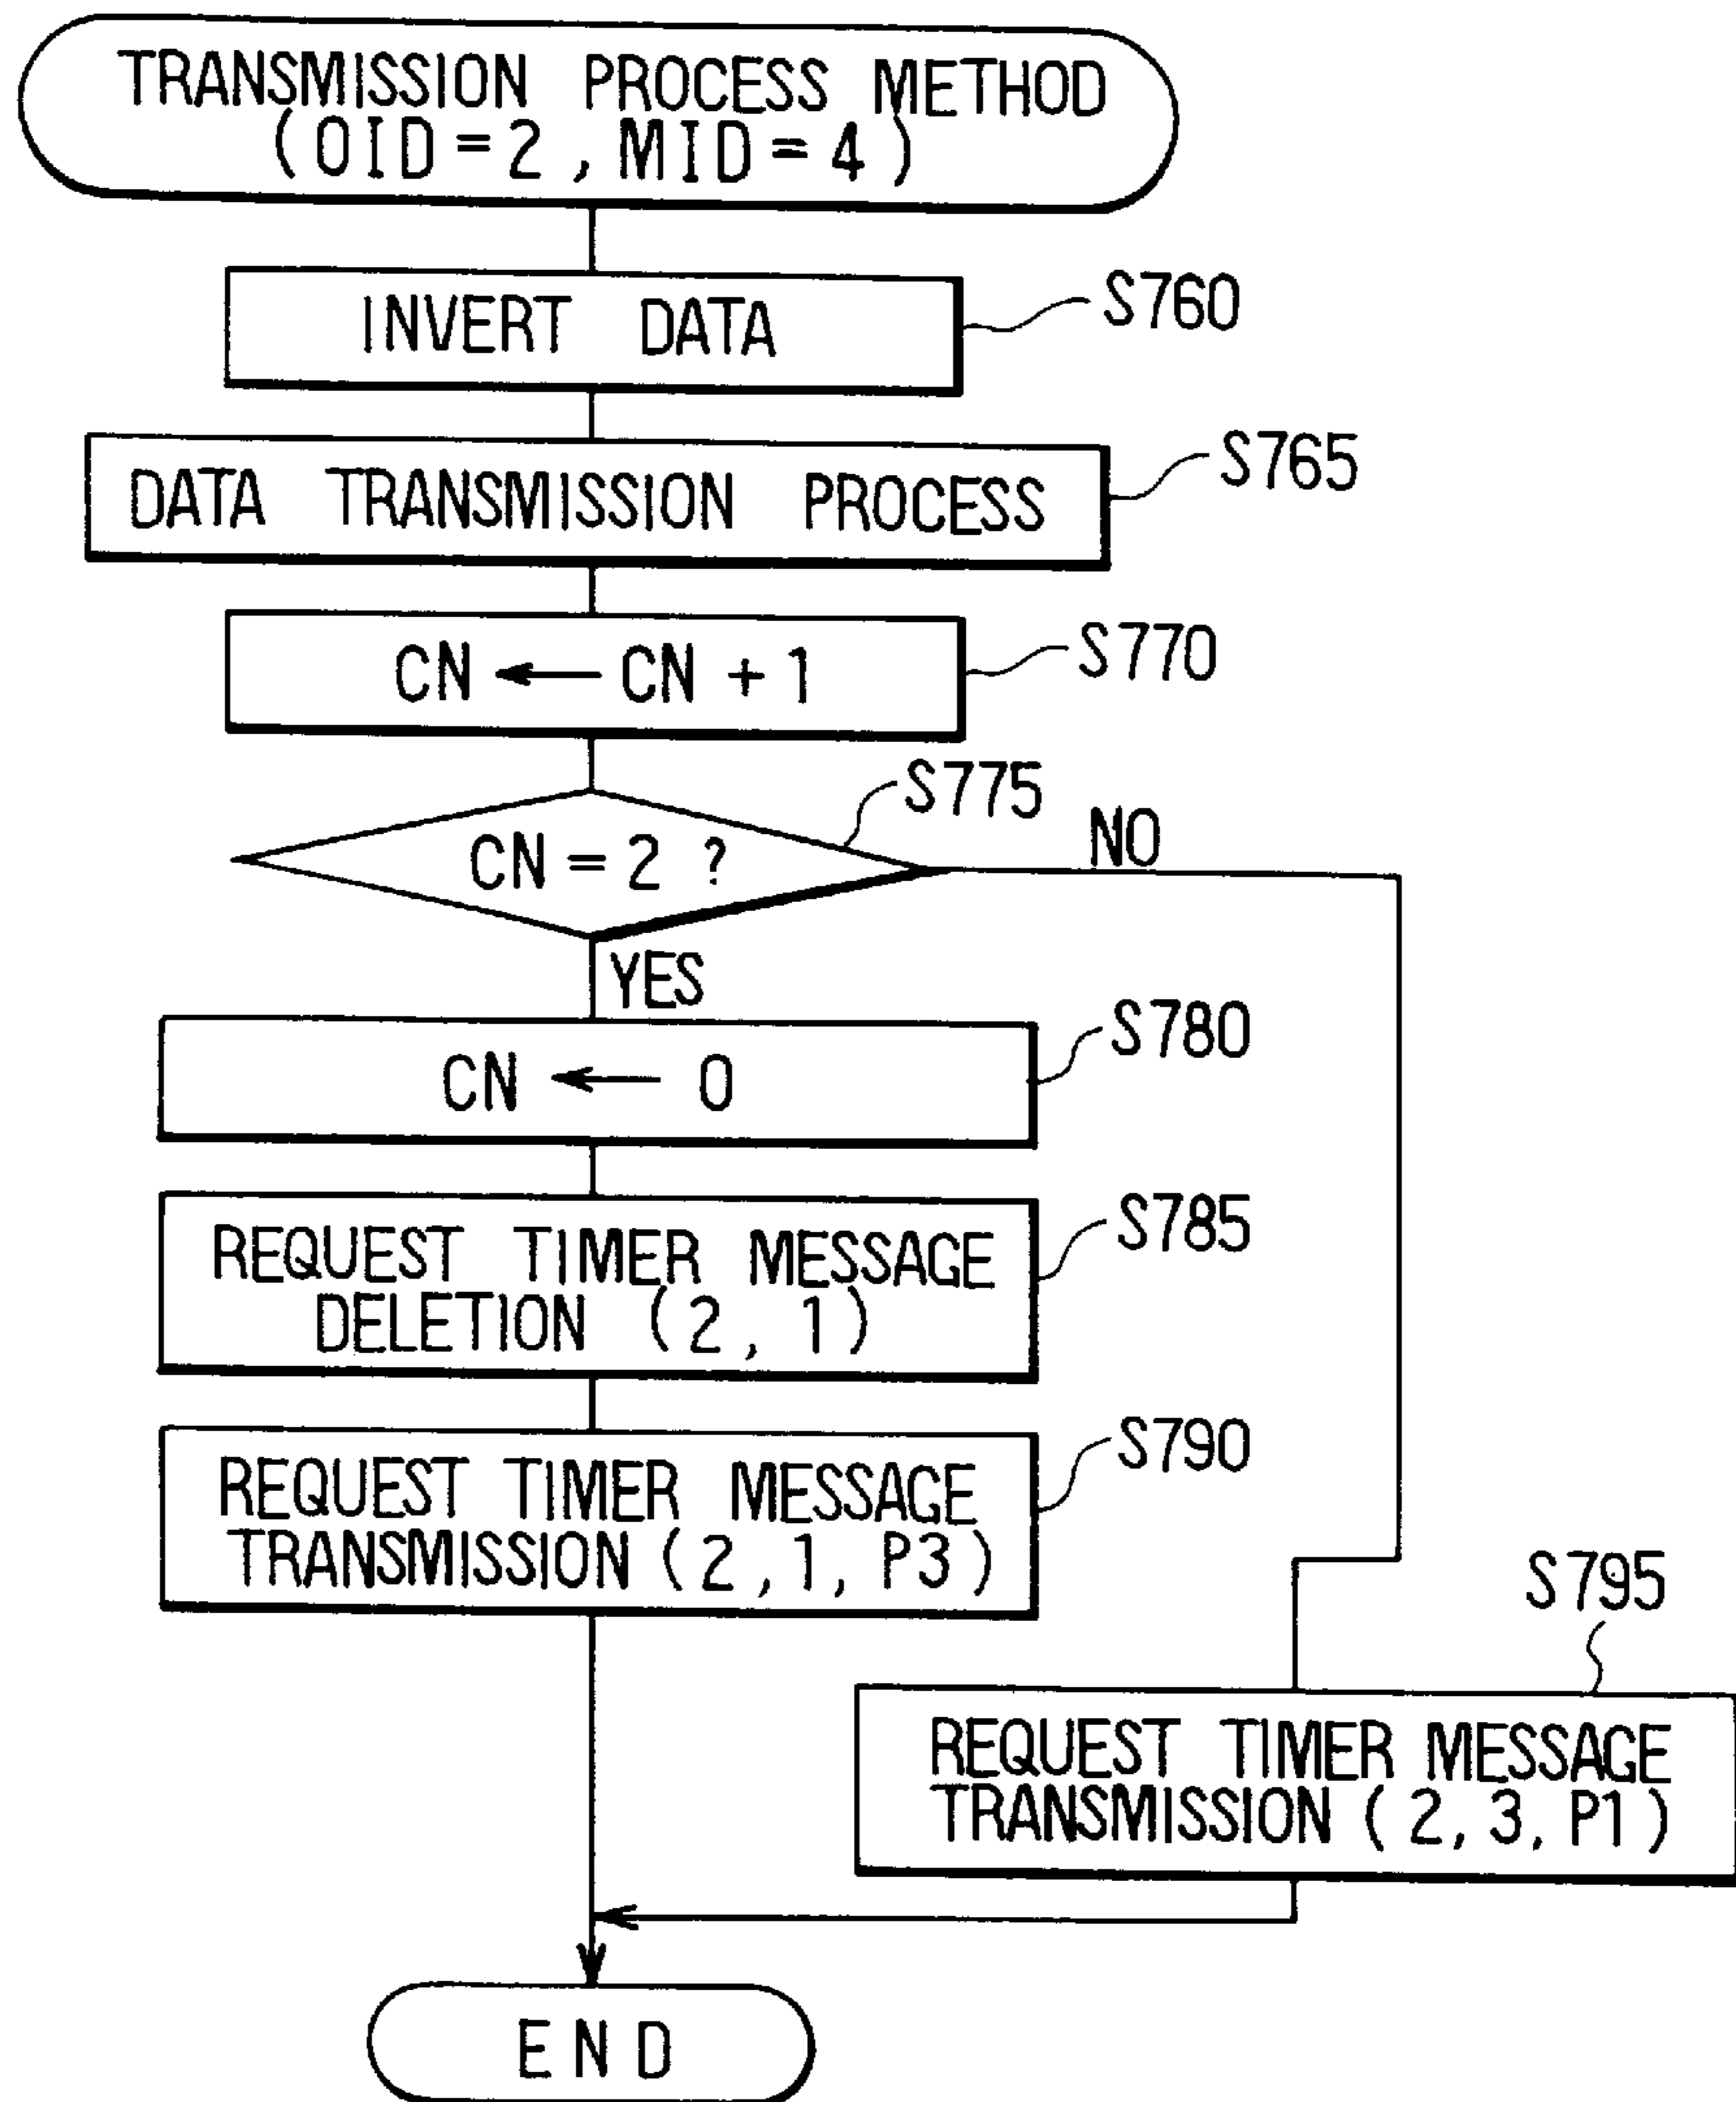 TRANSMISSION PROCESS METHOD
(OID=2, MID=4)
INVERT DATA
S760
DATA TRANSMISSION PROCESS
S765
CN ← CN + 1
S770
S775
CN = 2 ?
NO
YES
CN ← 0
S780
REQUEST TIMER MESSAGE
DELETION (2, 1)
S785
REQUEST TIMER MESSAGE
TRANSMISSION (2, 1, P3)
S790
S795
REQUEST TIMER MESSAGE
TRANSMISSION (2, 3, P1)
END